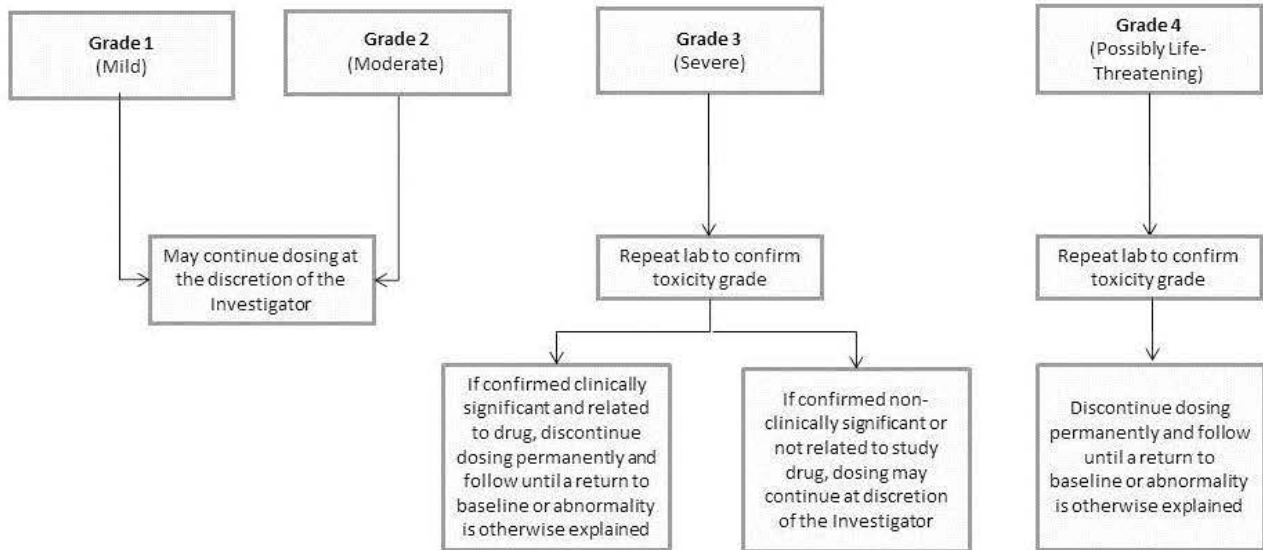 Grade 1
(Mild)
Grade 2
(Moderate)
Grade 3
(Severe)
Grade 4
(Possibly Life-
Threatening)
May continue dosing at
the discretion of the
Investigator
Repeat lab to confirm
toxicity grade
Repeat lab to confirm
toxicity grade
If confirmed clinically
significant and related
to drug, discontinue
dosing permanently and
follow until a return to
baseline or abnormality
is otherwise explained
If confirmed non-
clinically significant or
not related to study
drug, dosing may
continue at discretion
of the Investigator
Discontinue dosing
permanently and follow
until a return to
baseline or abnormality
is otherwise explained